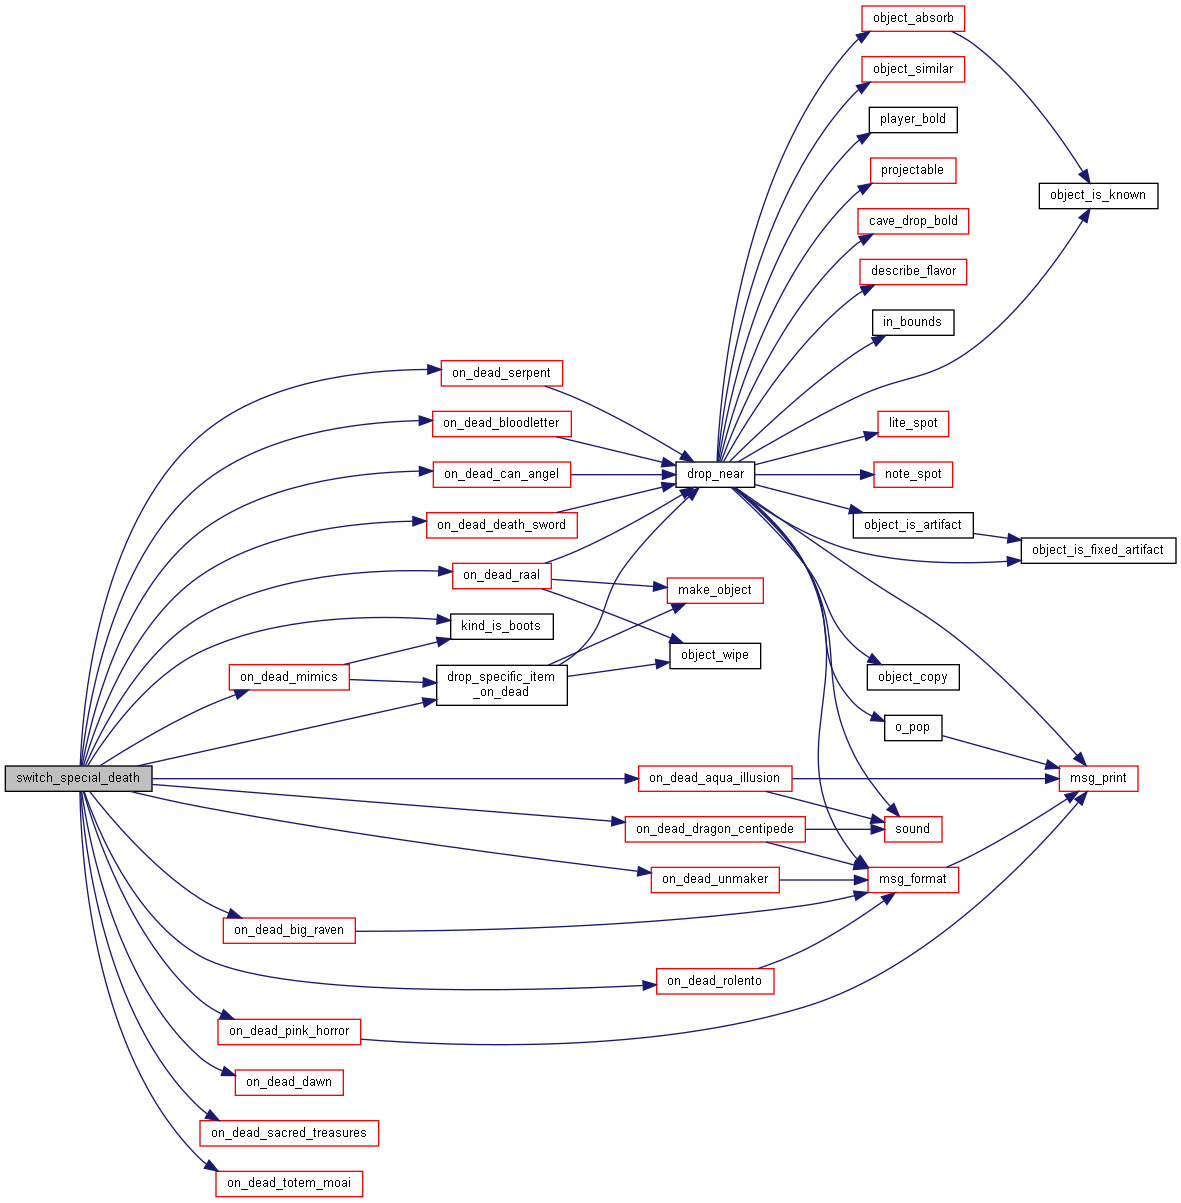 object_absorb
object_similar
player_bold
projectable
object_is_known
cave_drop_bold
describe_flavor
in_bounds
on_dead_serpent
on_dead_bloodletter
lite_spot
on_dead_can_angel
drop_near
note_spot
on_dead_death_sword
object_is_artifact
object_is_fixed_artifact
on_dead_raal
make_object
kind_is_boots
object_wipe
on_dead_mimics
drop_specific_item
_on_dead
object_copy
o_pop
switch_special_death
on_dead_aqua_illusion
msg_print
on_dead_dragon_centipede
sound
on_dead_unmaker
msg_format
on_dead_big_raven
on_dead_rolento
on_dead_pink_horror
on_dead_dawn
on_dead_sacred_treasures
on_dead_totem_moai